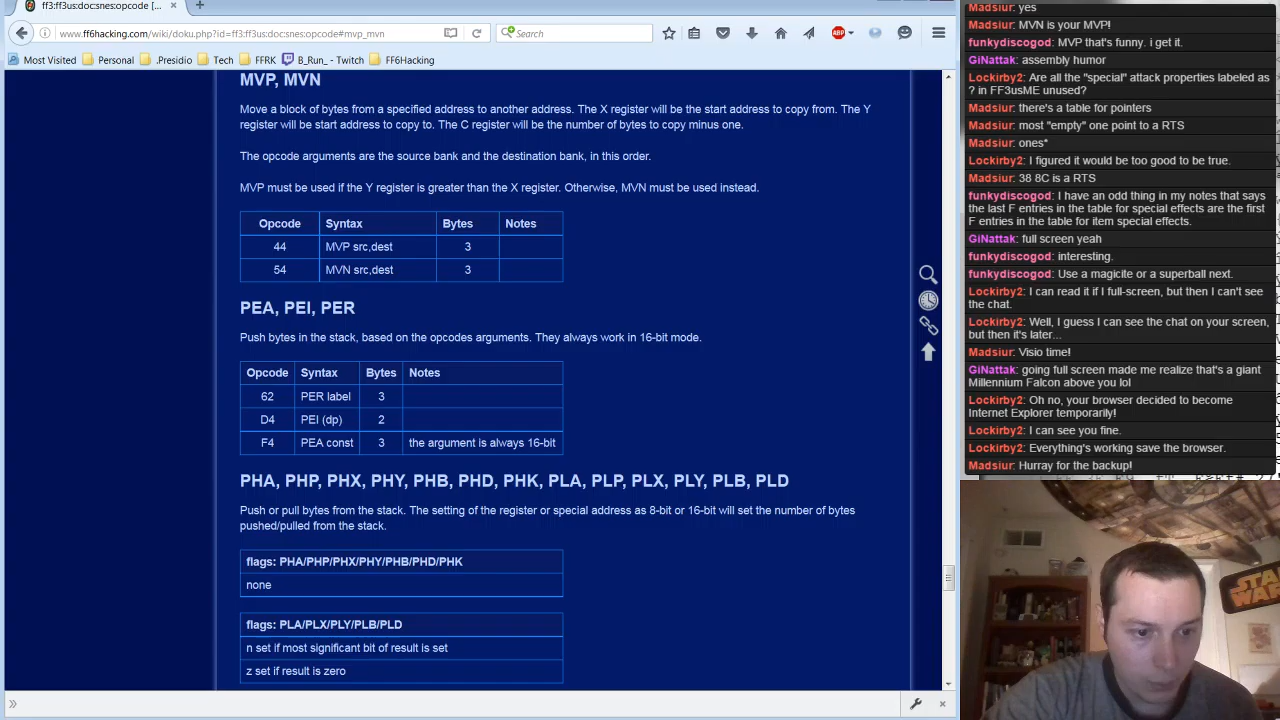 ff3:ff3us:doc:snes:opcode [...
www.ff6hacking.com/wiki/doku.php?id=ff3:ff3us:doc:snes:opcode#mvp_mvn
Search
ABP
Most Visited
Personal
.Presidio
Tech
FFRK
B_Run_ - Twitch
FF6Hacking
MVP, MVN
Move a block of bytes from a specified address to another address. The X register will be the start address to copy from. The Y
register will be start address to copy to. The C register will be the number of bytes to copy minus one.
The opcode arguments are the source bank and the destination bank, in this order.
MVP must be used if the Y register is greater than the X register. Otherwise, MVN must be used instead.
Opcode Syntax Bytes Notes
44 MVP src,dest 3
54 MVN src,dest 3
PEA, PEI, PER
Push bytes in the stack, based on the opcodes arguments. They always work in 16-bit mode.
Opcode Syntax Bytes Notes
62 PER label 3
D4 PEI (dp) 2
F4 PEA const 3 the argument is always 16-bit
PHA, PHP, PHX, PHY, PHB, PHD, PHK, PLA, PLP, PLX, PLY, PLB, PLD
Push or pull bytes from the stack. The setting of the register or special address as 8-bit or 16-bit will set the number of bytes
pushed/pulled from the stack.
flags: PHA/PHP/PHX/PHY/PHB/PHD/PHK
none
flags: PLA/PLX/PLY/PLB/PLD
n set if most significant bit of result is set
z set if result is zero
Madsiur: yes
Madsiur: MVN is your MVP!
funkydiscogod: MVP that's funny. i get it.
GiNattak: assembly humor
Lockirby2: Are all the "special" attack properties labeled as
? in FF3usME unused?
Madsiur: there's a table for pointers
Madsiur: most "empty" one point to a RTS
Madsiur: ones*
Lockirby2: I figured it would be too good to be true.
Madsiur: 38 8C is a RTS
funkydiscogod: I have an odd thing in my notes that says
the last F entries in the table for special effects are the first
F entries in the table for item special effects.
GiNattak: full screen yeah
funkydiscogod: interesting.
funkydiscogod: Use a magicite or a superball next.
Lockirby2: I can read it if I full-screen, but then I can't see
the chat.
Lockirby2: Well, I guess I can see the chat on your screen,
but then it's later...
Madsiur: Visio time!
GiNattak: going full screen made me realize that's a giant
Millennium Falcon above you lol
Lockirby2: Oh no, your browser decided to become
Internet Explorer temporarily!
Lockirby2: I can see you fine.
Lockirby2: Everything's working save the browser.
Madsiur: Hurray for the backup!
STAR
WAR